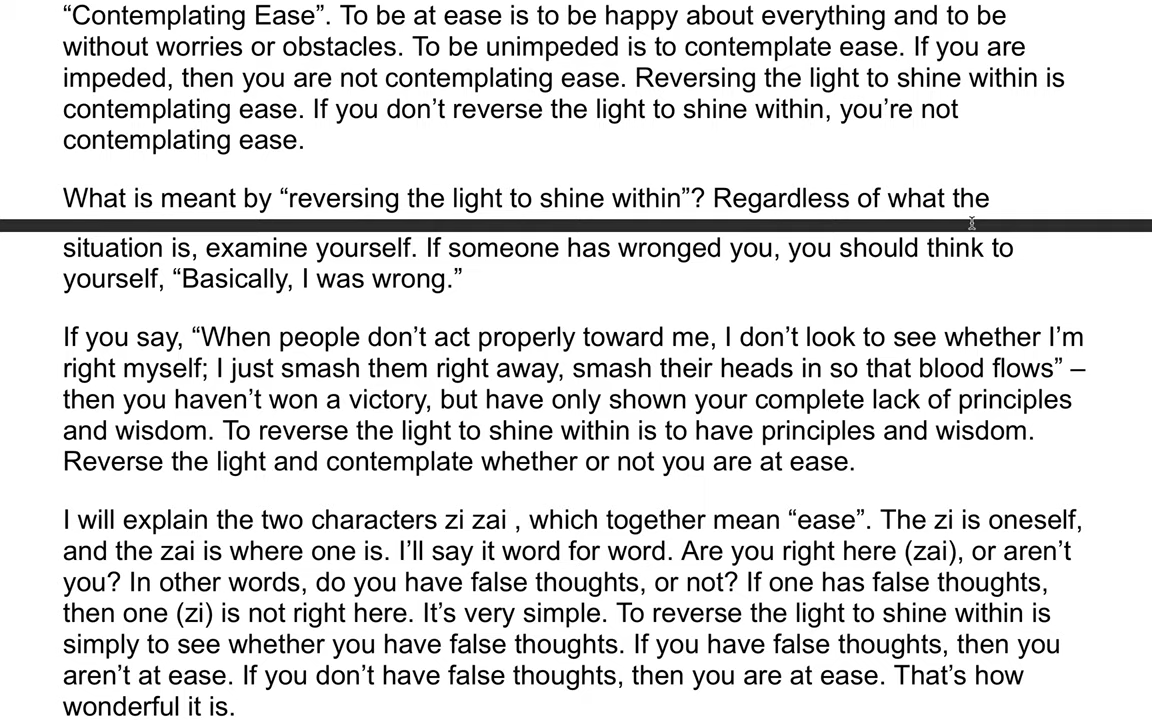 “Contemplating Ease”. To be at ease is to be happy about everything and to be
without worries or obstacles. To be unimpeded is to contemplate ease. If you are
impeded, then you are not contemplating ease. Reversing the light to shine within is
contemplating ease. If you don’t reverse the light to shine within, you’re not
contemplating ease.
What is meant by “reversing the light to shine within”? Regardless of what the
situation is, examine yourself. If someone has wronged you, you should think to
yourself, “Basically, I was wrong.”
If you say, “When people don’t act properly toward me, I don’t look to see whether I’m
right myself; I just smash them right away, smash their heads in so that blood flows” –
then you haven’t won a victory, but have only shown your complete lack of principles
and wisdom. To reverse the light to shine within is to have principles and wisdom.
Reverse the light and contemplate whether or not you are at ease.
I will explain the two characters zi zai , which together mean “ease”. The zi is oneself,
and the zai is where one is. I’ll say it word for word. Are you right here (zai), or aren’t
you? In other words, do you have false thoughts, or not? If one has false thoughts,
then one (zi) is not right here. It’s very simple. To reverse the light to shine within is
simply to see whether you have false thoughts. If you have false thoughts, then you
aren’t at ease. If you don’t have false thoughts, then you are at ease. That’s how
wonderful it is.